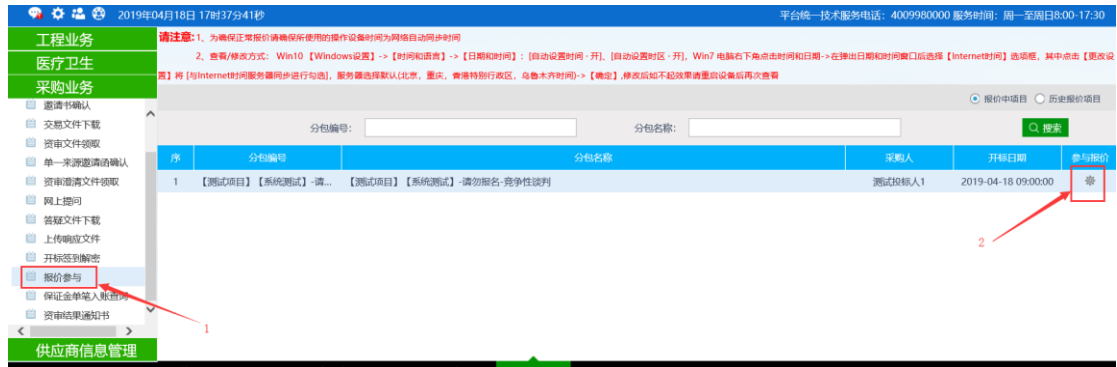 2019年04月18日 17时37分41秒
平台统一技术服务电话：4009980000 服务时间：周一至周日8:00-17:30
工程业务
医疗卫生
采购业务
邀请书确认
交易文件下载
资审文件领取
单一来源邀请函确认
资审澄清文件领取
网上提问
答疑文件下载
上传响应文件
开标签到解密
报价参与
保证金单笔入账查询
资审结果通知书
供应商信息管理
请注意:1、为确保正常报价请确保所使用的操作设备时间为网络自动同步时间
2、查看/修改方式： Win10 【Windows设置】->【时间和语言】->【日期和时间】:［自动设置时间 - 开］,［自动设置时区 - 开］, Win7 电脑右下角点击时间和日期->在弹出日期和时间窗口后选择【Internet时间】选项框，其中点击【更改设
置】将 [与Internet时间服务器同步进行勾选]，服务器选择默认(北京，重庆，香港特别行政区，乌鲁木齐时间)->【确定】,修改后如不起效果请重启设备后再次查看
报价中项目 历史报价项目
分包编号: 分包名称: 搜索
序 分包编号 分包名称 采购人 开标日期 参与报价
1 【测试项目】【系统测试】-请... 【测试项目】【系统测试】-请勿报名-竞争性谈判 测试投标人1 2019-04-18 09:00:00
2
1